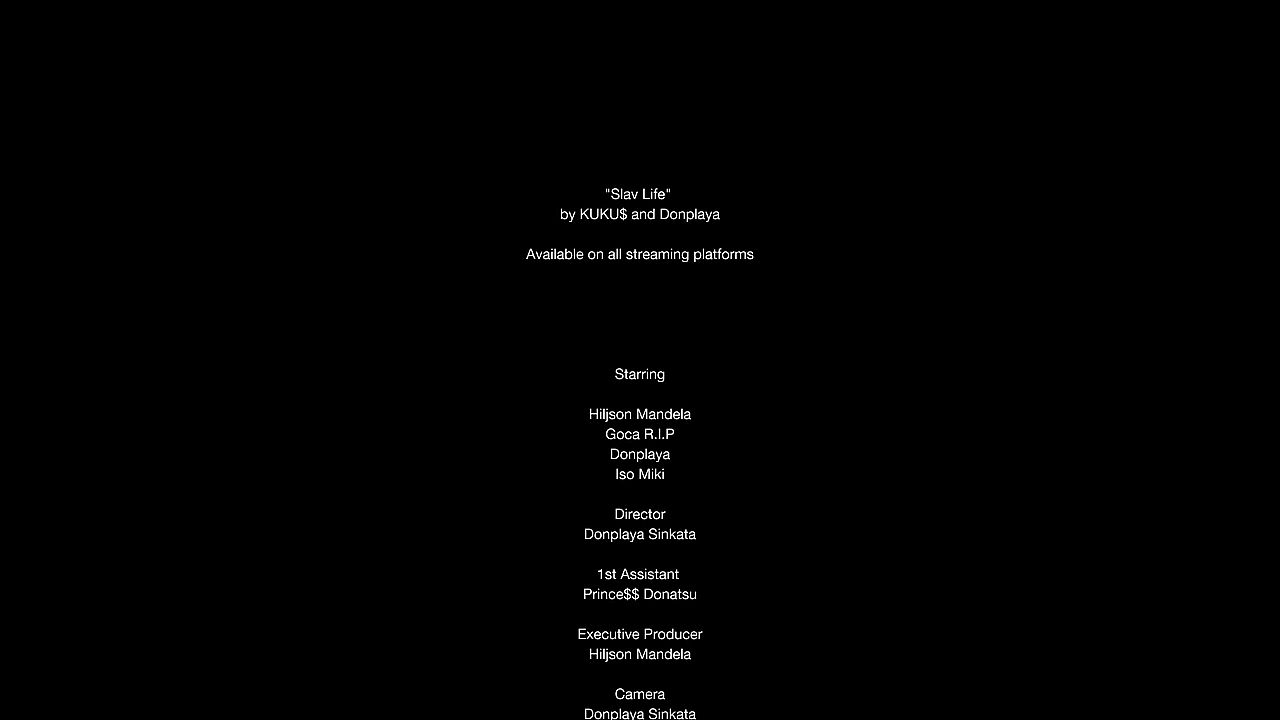 "Slav Life"
by KUKU$ and Donplaya
Available on all streaming platforms
Starring
Hiljson Mandela
Goca R.I.P
Donplaya
Iso Miki
Director
Donplaya Sinkata
1st Assistant
Prince$$ Donatsu
Executive Producer
Hiljson Mandela
Camera
Donplaya Sinkata